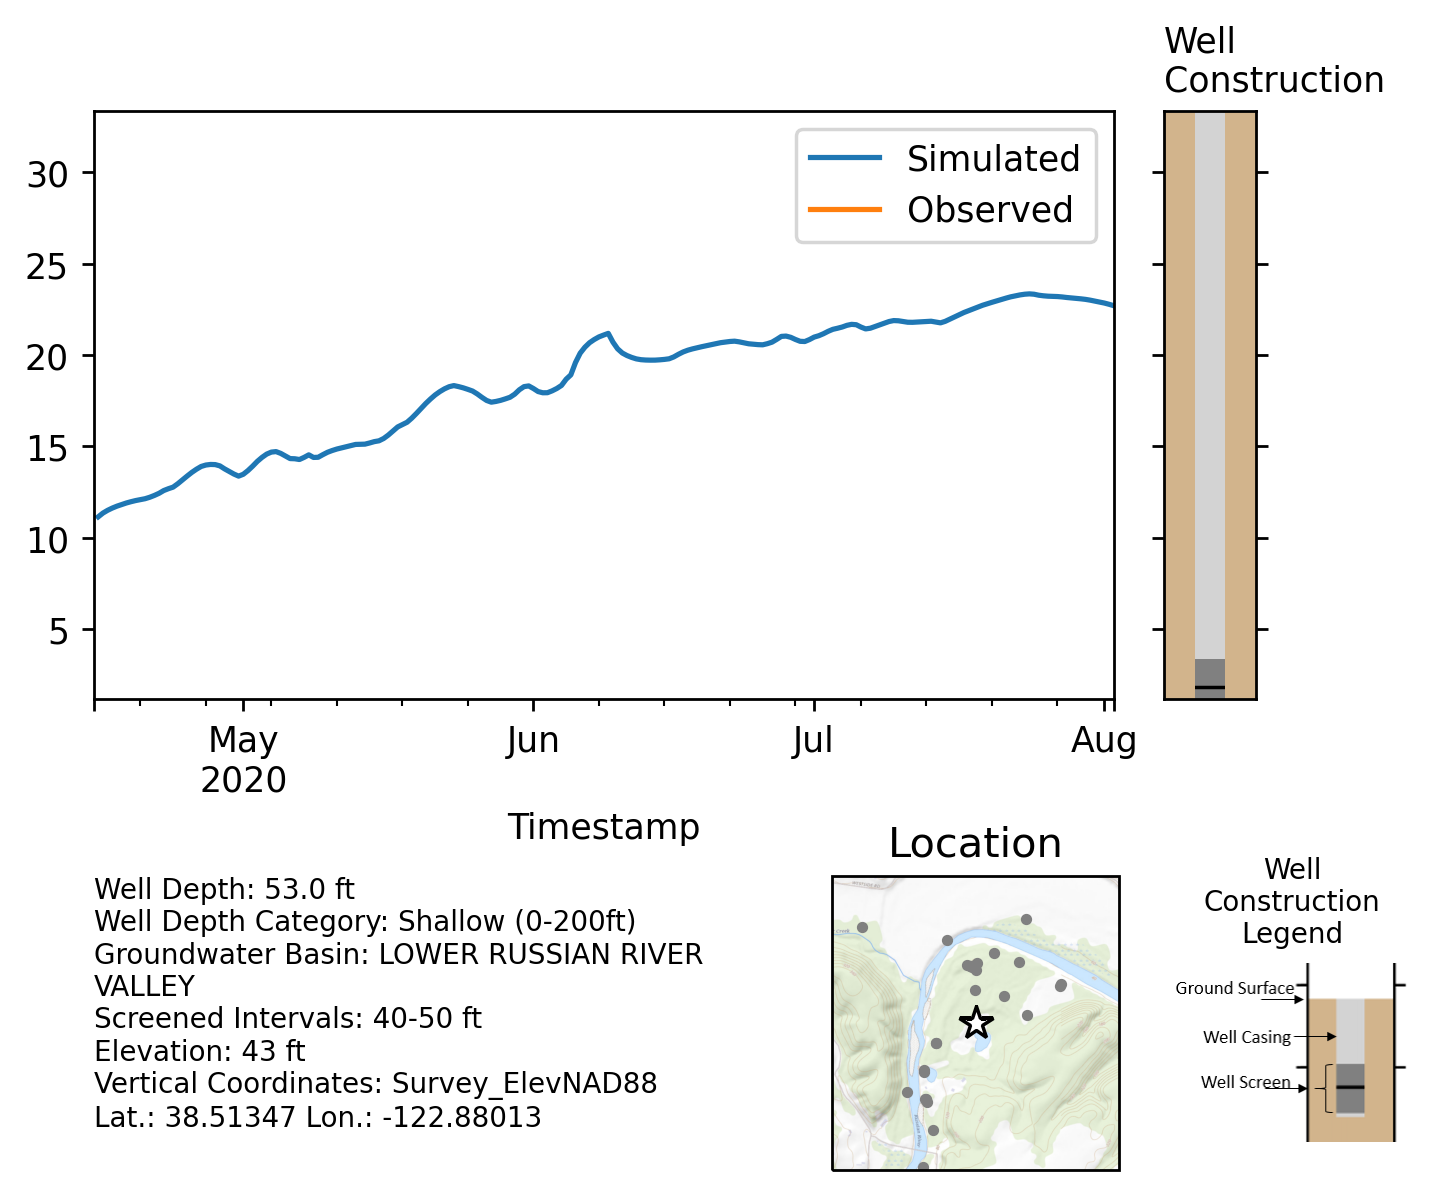 Well
Construction
30
25
20
15
10
5
Simulated
Observed
May
2020
Jun
Jul
Aug
Timestamp
Well Depth: 53.0 ft
Well Depth Category: Shallow (0-200ft)
Groundwater Basin: LOWER RUSSIAN RIVER
VALLEY
Screened Intervals: 40-50 ft
Elevation: 43 ft
Vertical Coordinates: Survey_ElevNAD88
Lat.: 38.51347 Lon.: -122.88013
Location
Well
Construction
Legend
Ground Surface
Well Casing
Well Screen